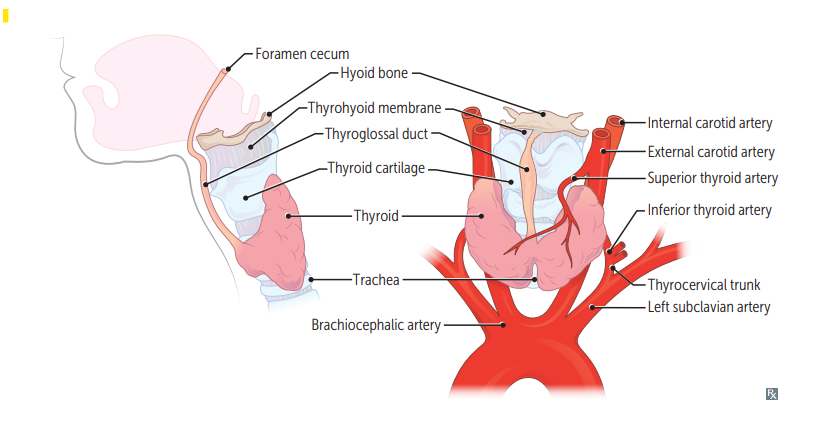 Foramen cecum
Hyoid bone
Thyrohyoid membrane
Thyroglossal duct
Thyroid cartilage
Thyroid
Trachea
Brachiocephalic artery
Internal carotid artery
External carotid artery
Superior thyroid artery
Inferior thyroid artery
Thyrocervical trunk
Left subclavian artery
Rx